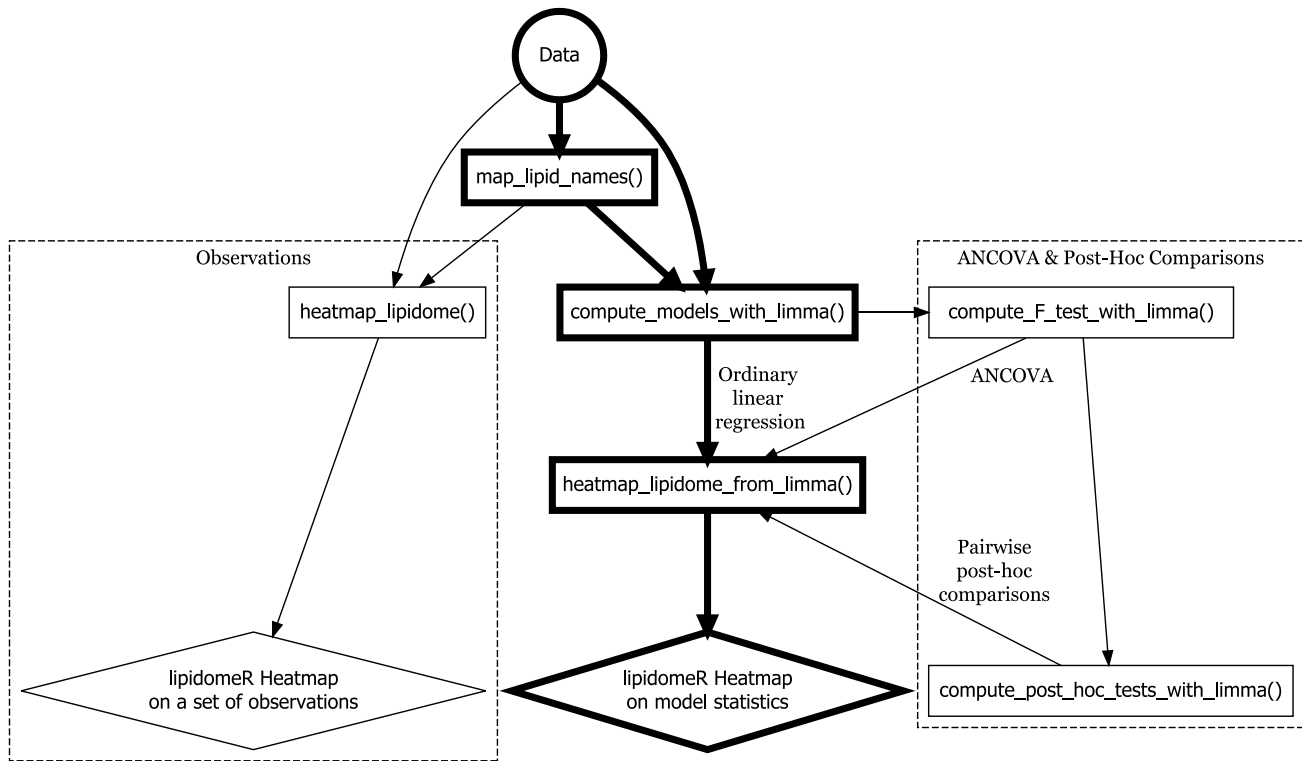 Data
map_lipid_names()
Observations
ANCOVA & Post-Hoc Comparisons
heatmap_lipidome()
compute_models_with_limma()
compute_F_test_with_limma()
Ordinary
linear
regression
ANCOVA
heatmap_lipidome_from_limma()
Pairwise
post-hoc
comparisons
lipidomeR Heatmap
on a set of observations
lipidomeR Heatmap
on model statistics
compute_post_hoc_tests_with_limma()